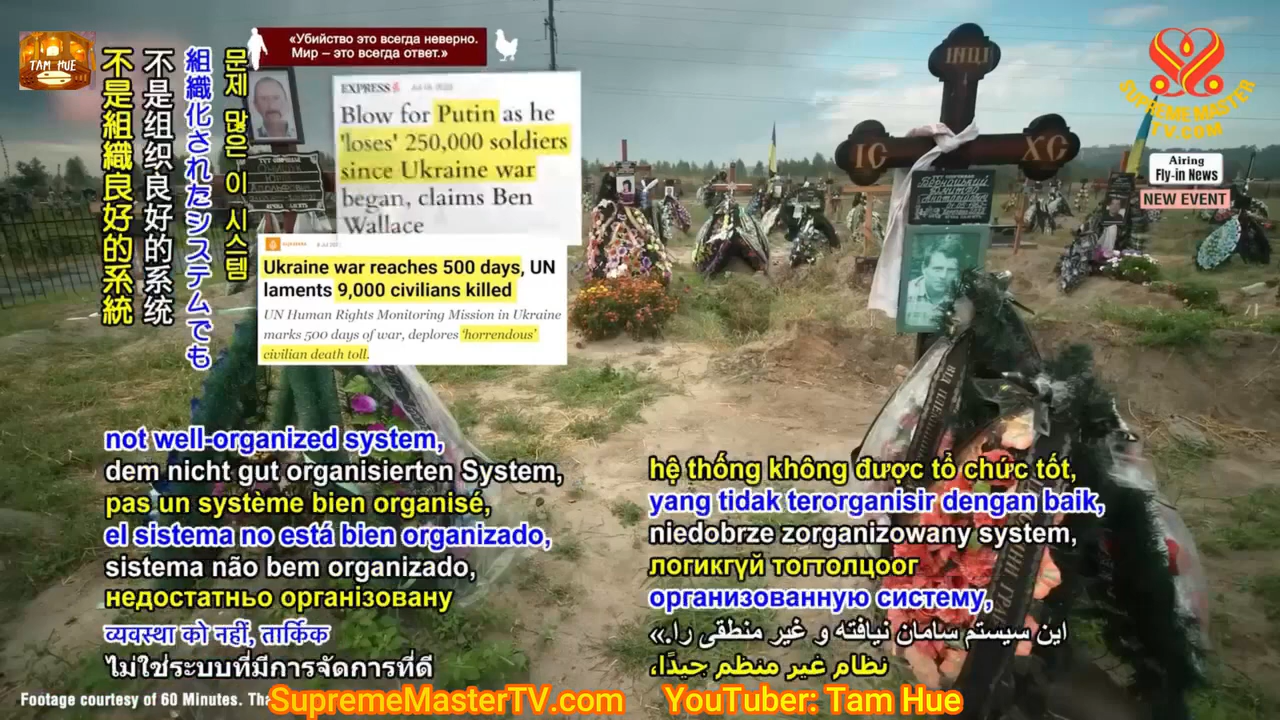 TAM HUE
«Убийство это всегда неверно.
Мир – это всегда ответ.»
문제 많은 이 시스템
組織化されたシステムでも
不是组织良好的系统
不是組織良好的系統
EXPRESS
Blow for Putin as he
'loses' 250,000 soldiers
since Ukraine war
began, claims Ben
Wallace
Ukraine war reaches 500 days, UN
laments 9,000 civilians killed
UN Human Rights Monitoring Mission in Ukraine
marks 500 days of war, deplores 'horrendous'
civilian death toll.
ІНЦІ
ІС ХС
SUPREME MASTER
TV.COM
Airing
Fly-in News
NEW EVENT
not well-organized system,
dem nicht gut organisierten System,
pas un système bien organisé,
el sistema no está bien organizado,
sistema não bem organizado,
недостатньо організовану
व्यवस्था को नहीं, तार्किक
ไม่ใช่ระบบที่มีการจัดการที่ดี
hệ thống không được tổ chức tốt,
yang tidak terorganisir dengan baik,
niedobrze zorganizowany system,
логикгүй тогтолцоог
организованную систему,
این سیستم سامان نیافته و غیر منطقی را.»
نظام غير منظم جيدًا،
Footage courtesy of 60 Minutes.
SupremeMasterTV.com YouTuber: Tam Hue